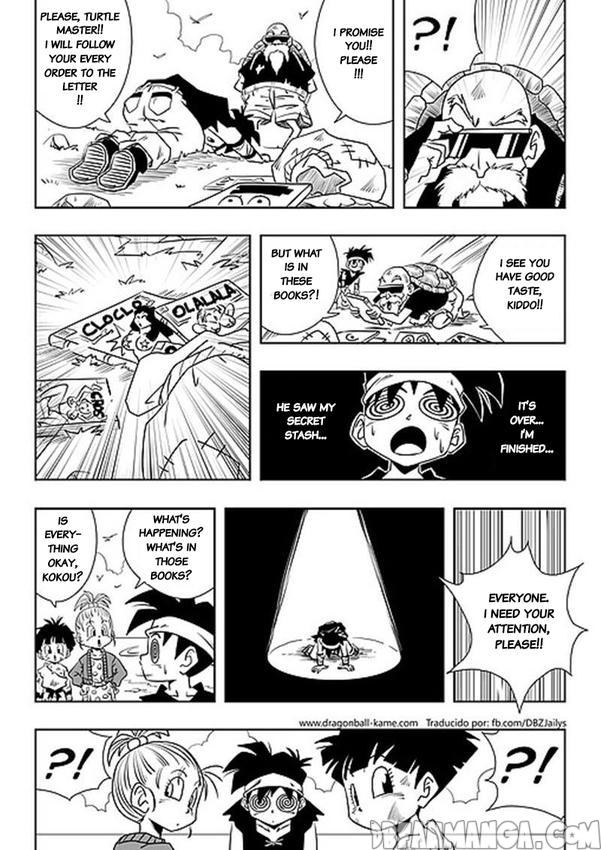 PLEASE, TURTLE
MASTER!!
I WILL FOLLOW
YOUR EVERY
ORDER TO THE
LETTER
!!
I PROMISE
YOU!!
PLEASE
!!!
?!
CLOCLO
OLALALA
CROS
BUT WHAT
IS IN
THESE
BOOKS?!
I SEE YOU
HAVE GOOD
TASTE,
KIDDO!!
HE SAW MY
SECRET
STASH...
IT'S
OVER...
I'M
FINISHED...
IS
EVERY-
THING
OKAY,
KOKOU?
WHAT'S
HAPPENING?
WHAT'S IN
THOSE
BOOKS?
EVERYONE.
I NEED YOUR
ATTENTION,
PLEASE!!
www.dragonball-kame.com Traducido por: fb.com/DBZJailys
?!
?!
DBZARMANGA.COM